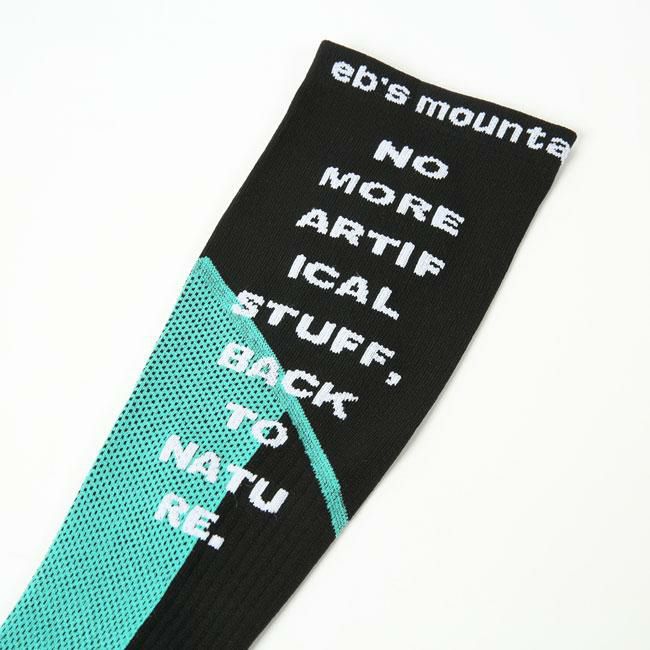 eb's mounta
NO
MORE
ARTIF
ICAL
STUFF,
BACK
TO
NATU
RE.